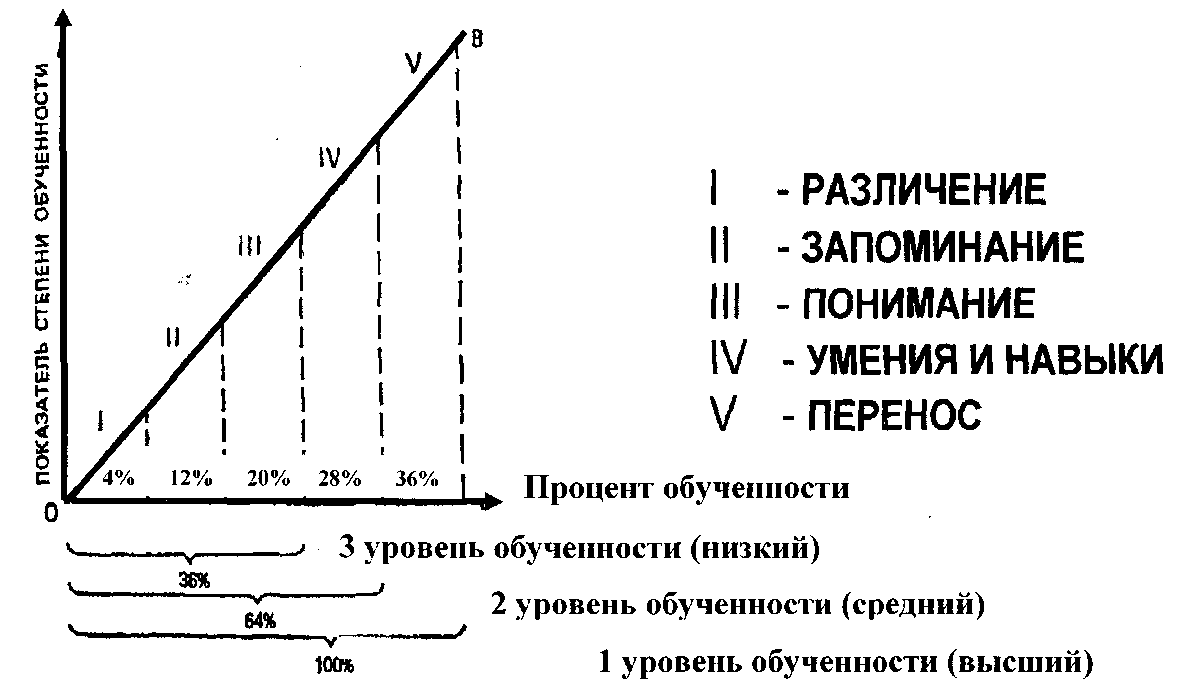 ПОКАЗАТЕЛЬ СТЕПЕНИ ОБУЧЕННОСТИ
В
V
IV
III
II
I
I - РАЗЛИЧЕНИЕ
II - ЗАПОМИНАНИЕ
III - ПОНИМАНИЕ
IV - УМЕНИЯ И НАВЫКИ
V - ПЕРЕНОС
4% 12% 20% 28% 36%
Процент обученности
0
3 уровень обученности (низкий)
36%
2 уровень обученности (средний)
64%
1 уровень обученности (высший)
100%